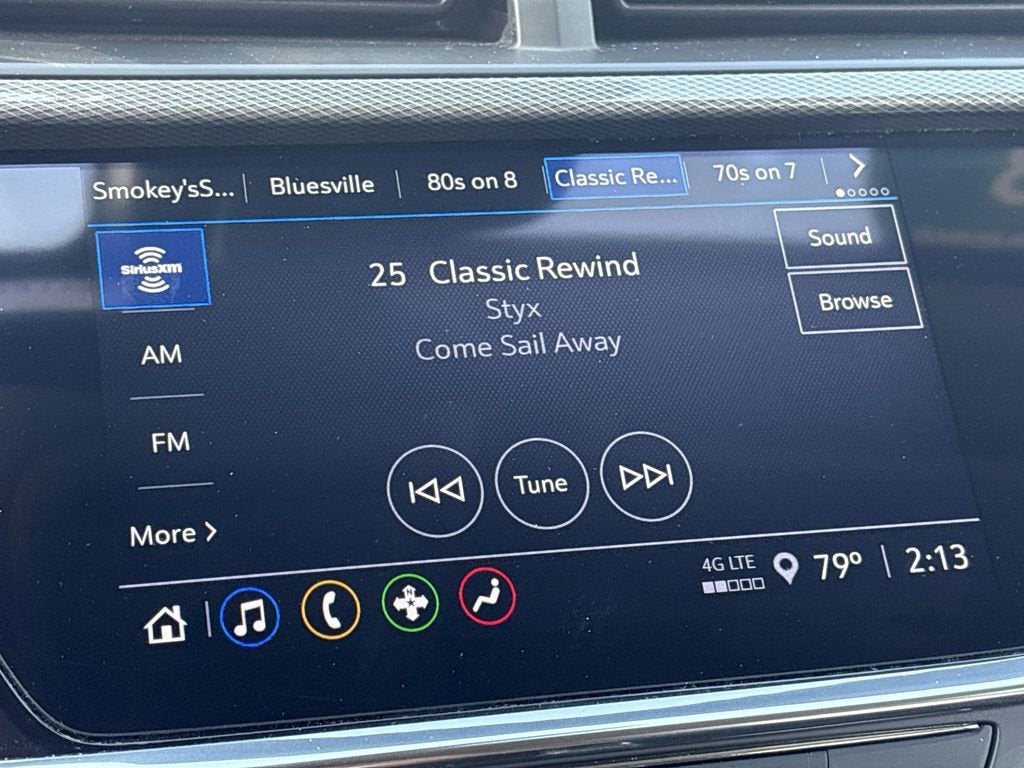 Smokey'sS... Bluesville 80s on 8 Classic Re... 70s on 7
SiriusXM
25 Classic Rewind
Styx
Come Sail Away
Sound
Browse
AM
FM
More
Tune
N
4G LTE
79° 2:13